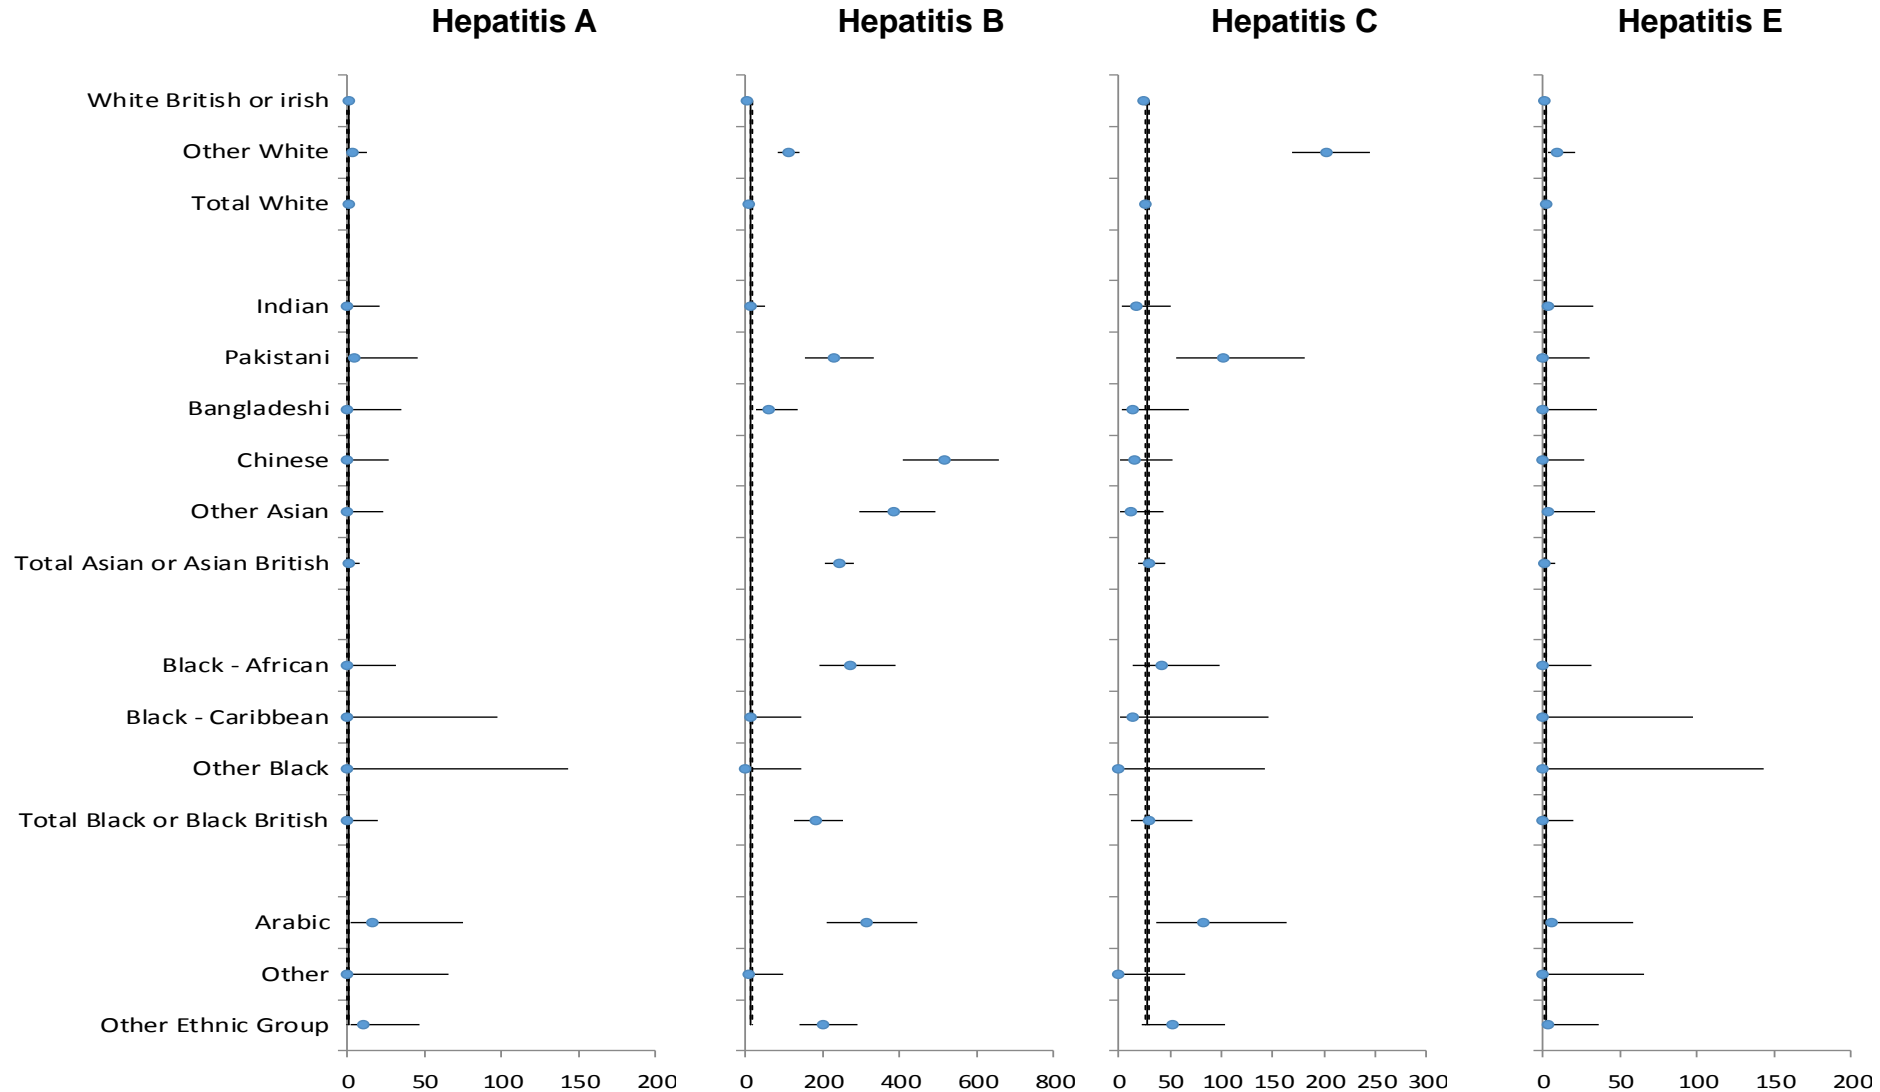 Hepatitis A
Hepatitis B
Hepatitis C
Hepatitis E
White British or irish
Other White
Total White
Indian
Pakistani
Bangladeshi
Chinese
Other Asian
Total Asian or Asian British
Black - African
Black - Caribbean
Other Black
Total Black or Black British
Arabic
Other
Other Ethnic Group
0 50 100 150 200
0 200 400 600 800
0 50 100 150 200 250 300
0 50 100 150 200